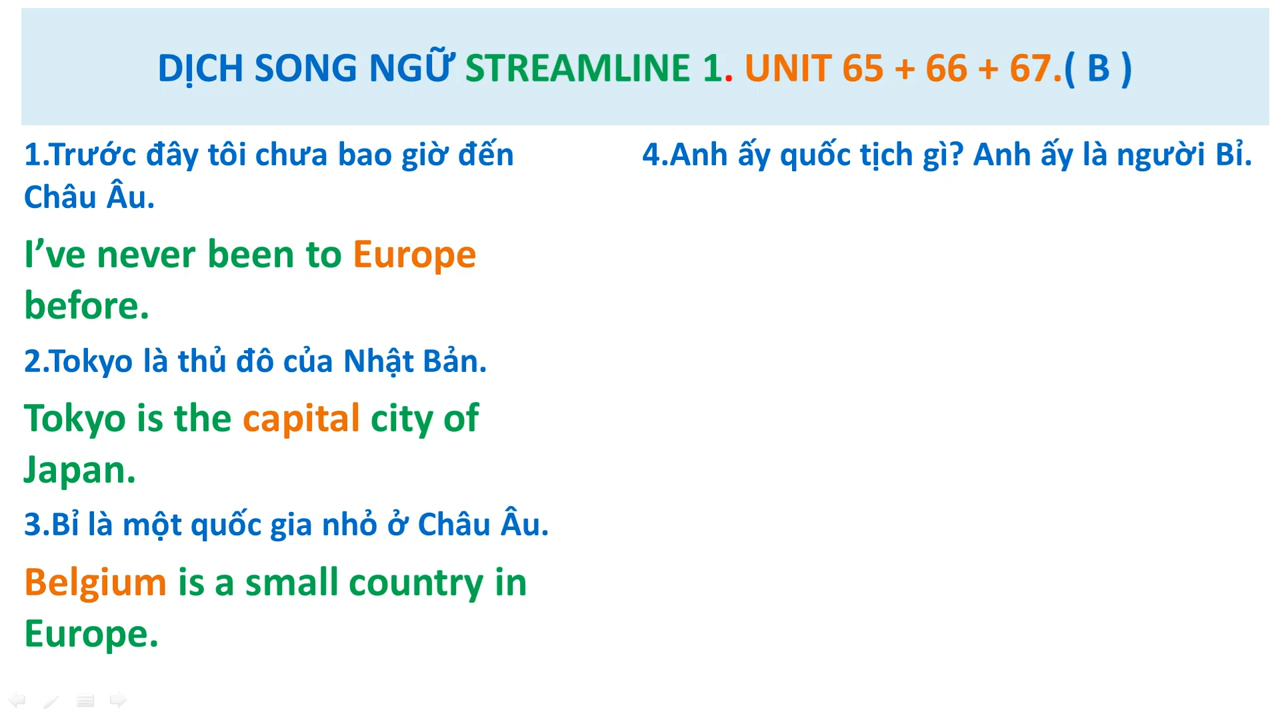 DỊCH SONG NGỮ STREAMLINE 1. UNIT 65 + 66 + 67.( B )
1.Trước đây tôi chưa bao giờ đến
Châu Âu.
I’ve never been to Europe
before.
2.Tokyo là thủ đô của Nhật Bản.
Tokyo is the capital city of
Japan.
3.Bỉ là một quốc gia nhỏ ở Châu Âu.
Belgium is a small country in
Europe.
4.Anh ấy quốc tịch gì? Anh ấy là người Bỉ.